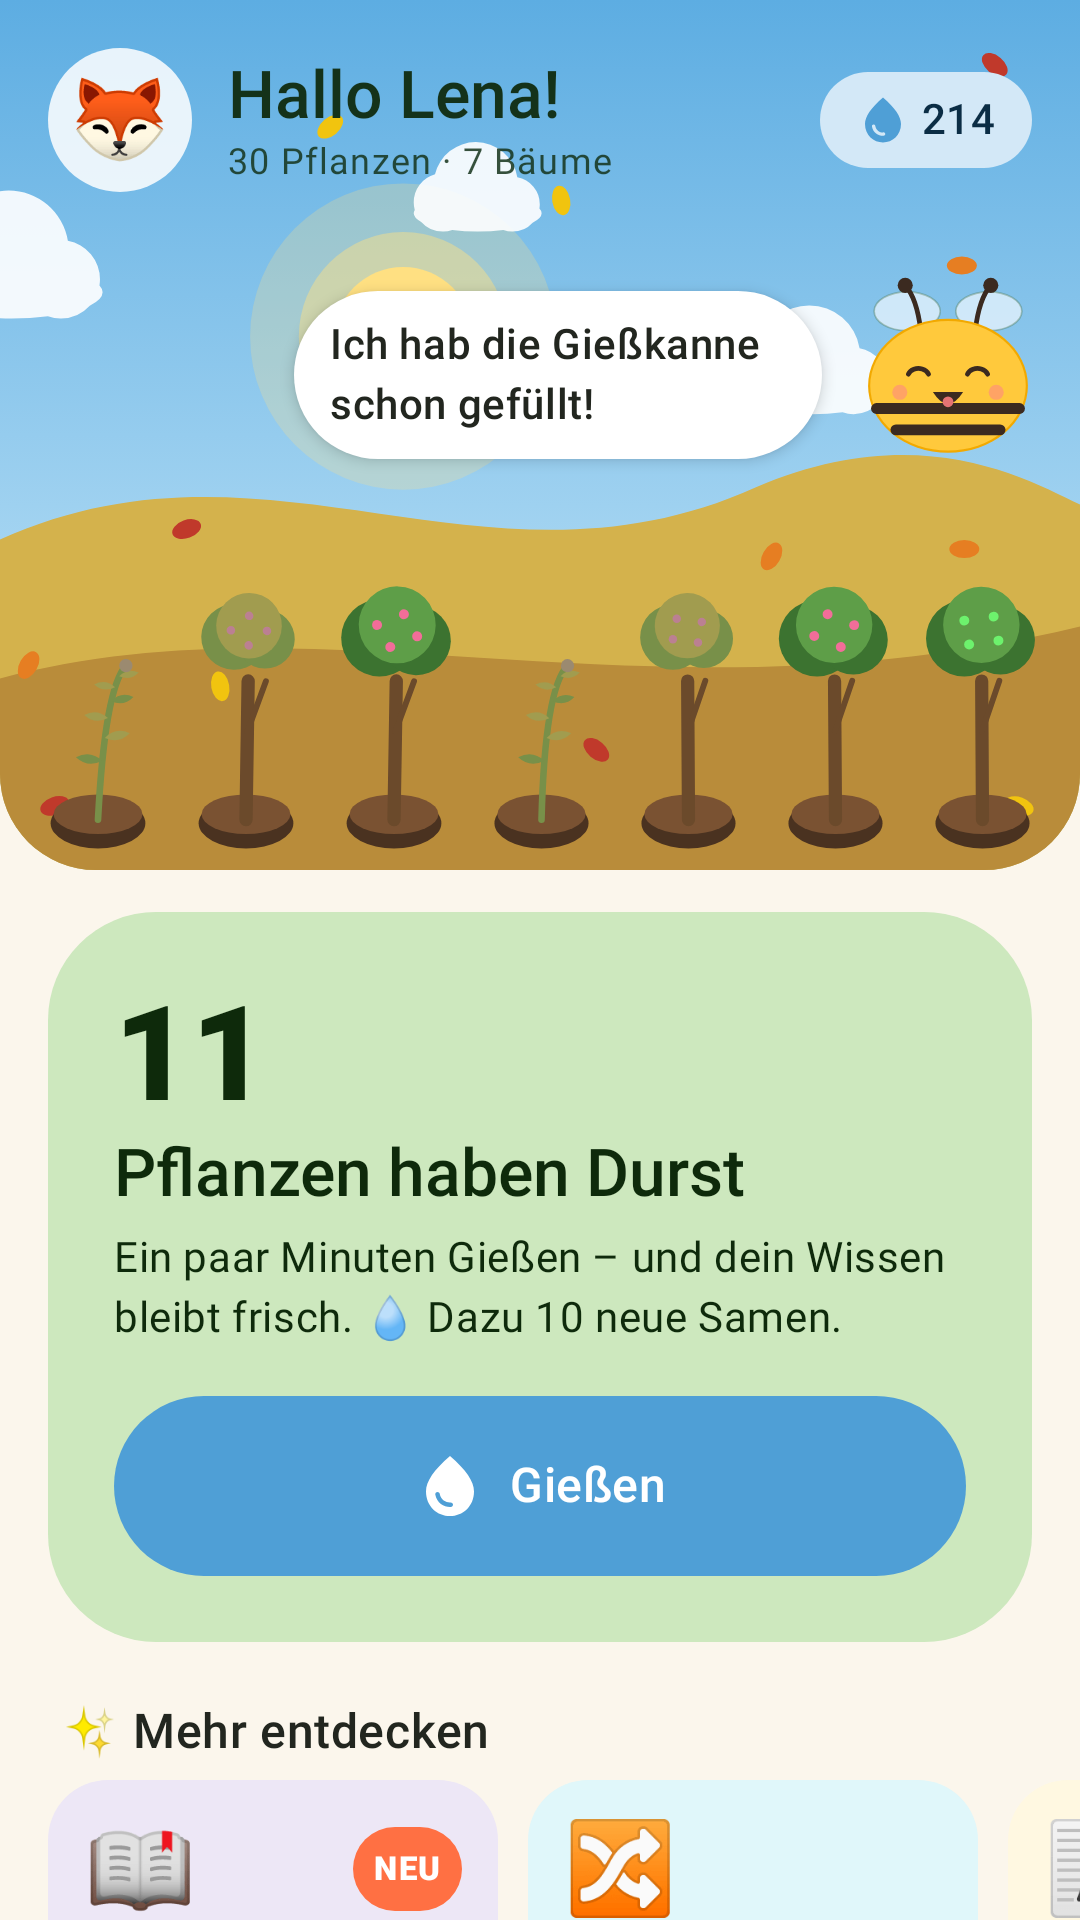 Hallo Lena!
30 Pflanzen · 7 Bäume
214
Ich hab die Gießkanne
schon gefüllt!
11
Pflanzen haben Durst
Ein paar Minuten Gießen – und dein Wissen
bleibt frisch. 💧 Dazu 10 neue Samen.
Gießen
✨ Mehr entdecken
NEU